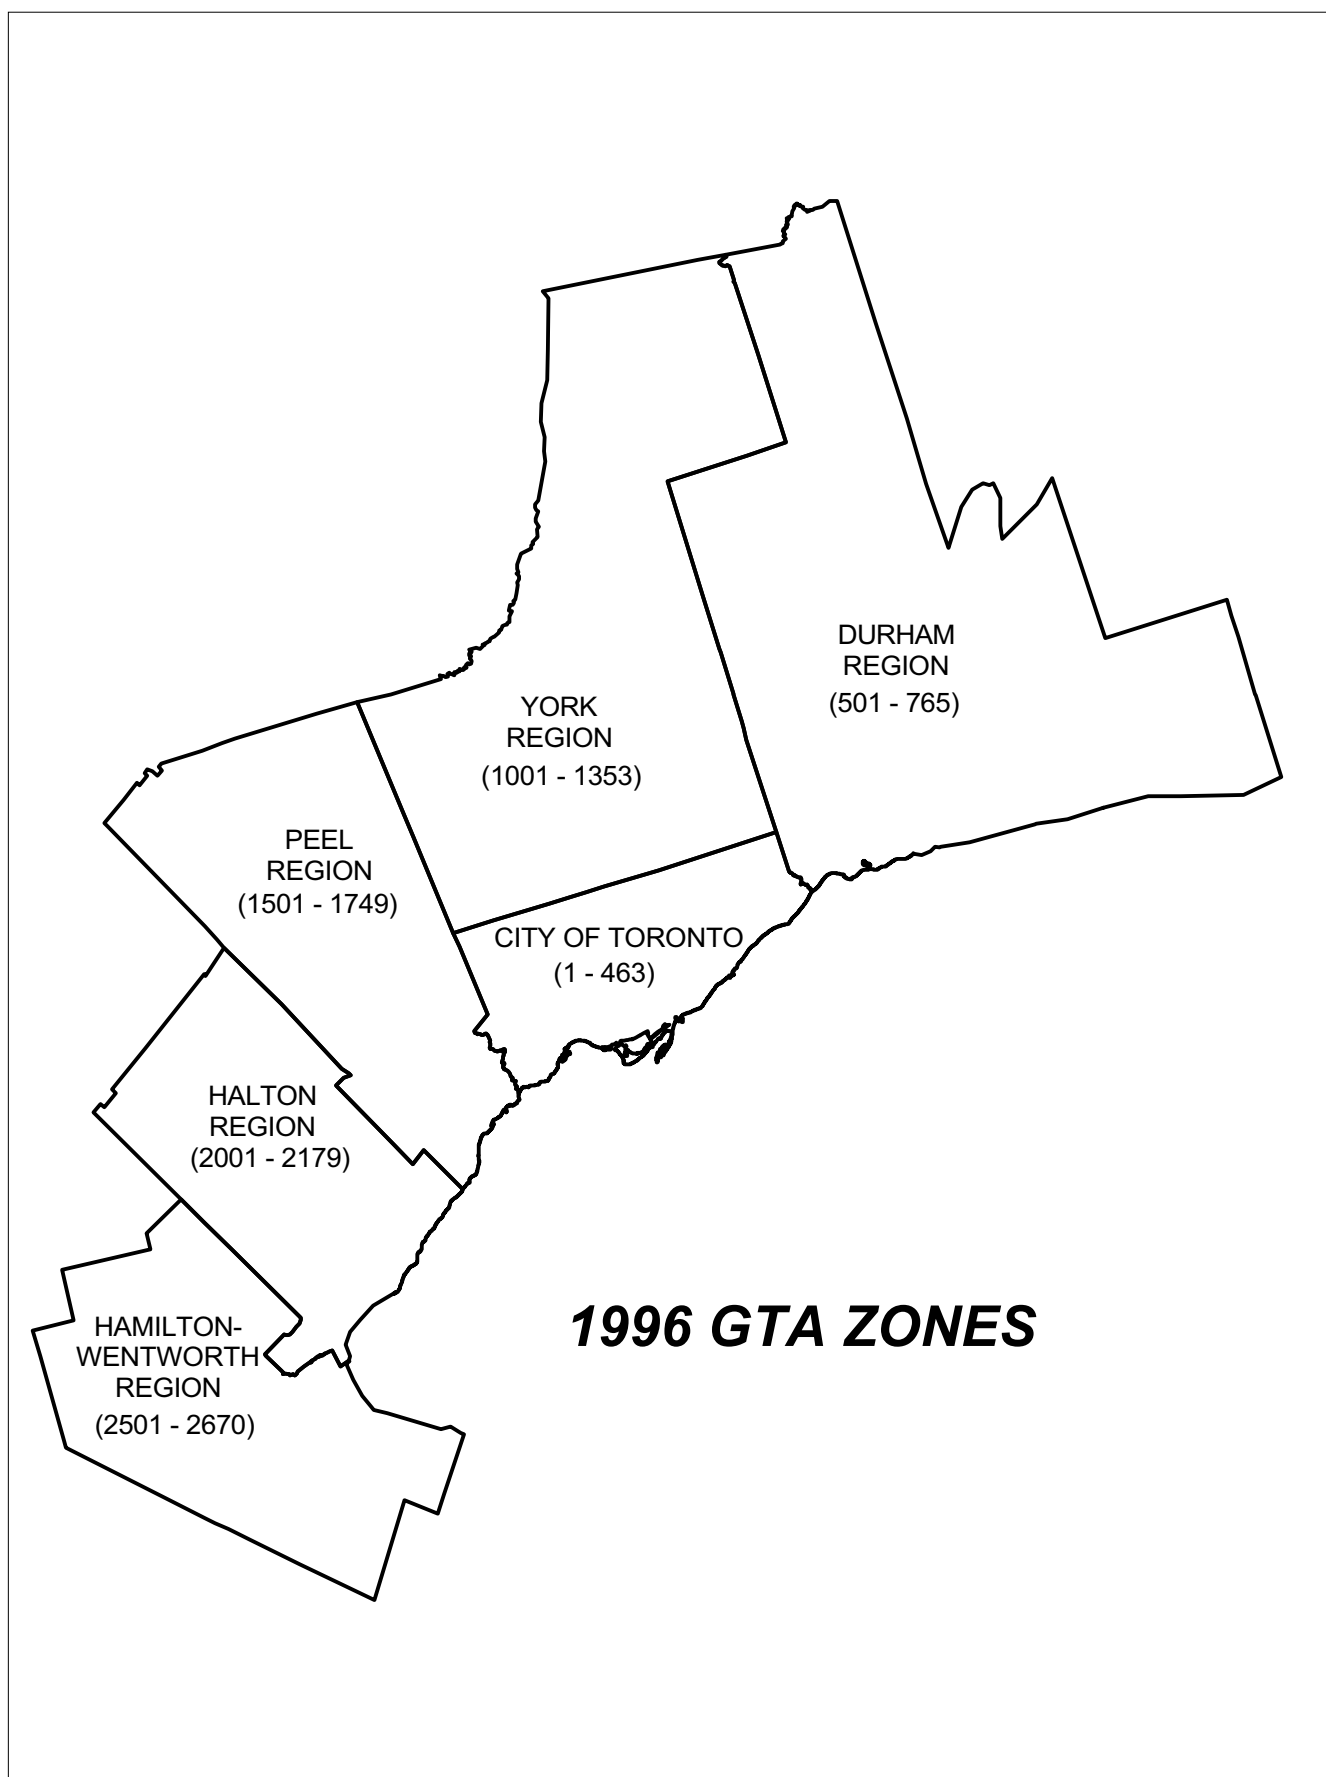 DURHAM
REGION
(501 - 765)
YORK
REGION
(1001 - 1353)
PEEL
REGION
(1501 - 1749)
CITY OF TORONTO
(1 - 463)
HALTON
REGION
(2001 - 2179)
HAMILTON-
WENTWORTH
REGION
(2501 - 2670)
1996 GTA ZONES